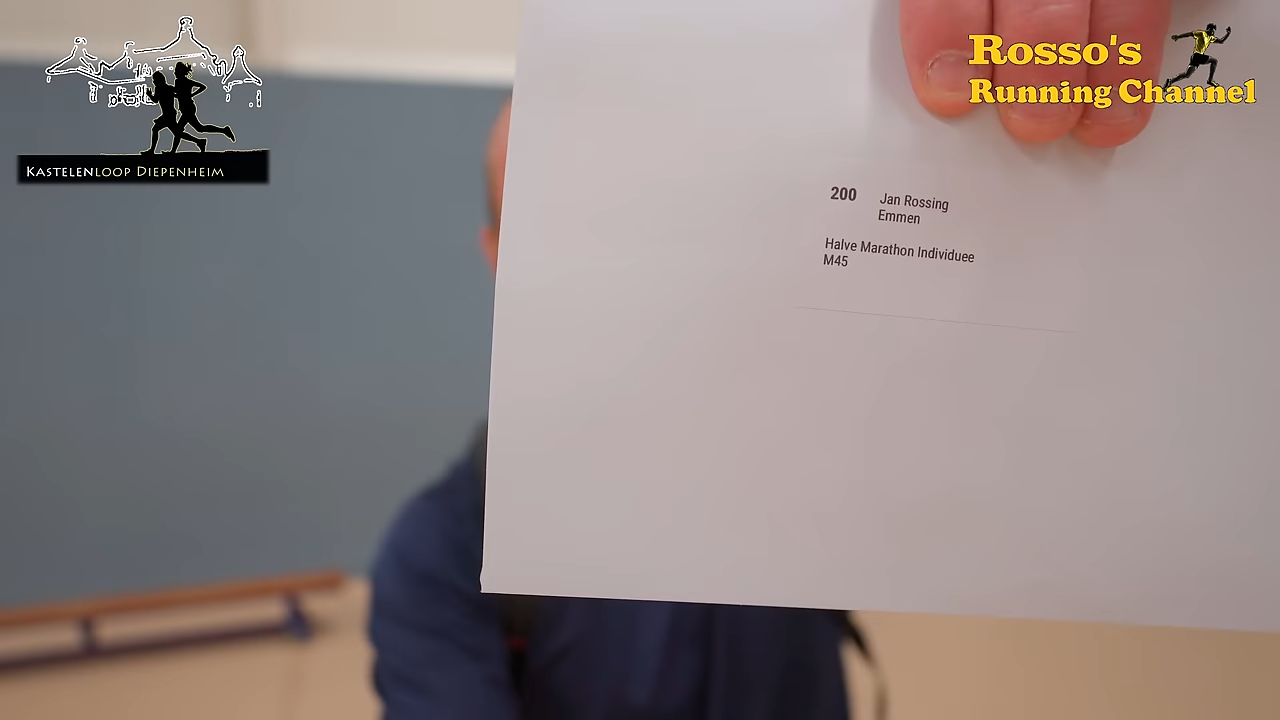 KASTELENLOOP DIEPENHEIM
Rosso's
Running Channel
200 Jan Rossing
Emmen
Halve Marathon Individuee
M45